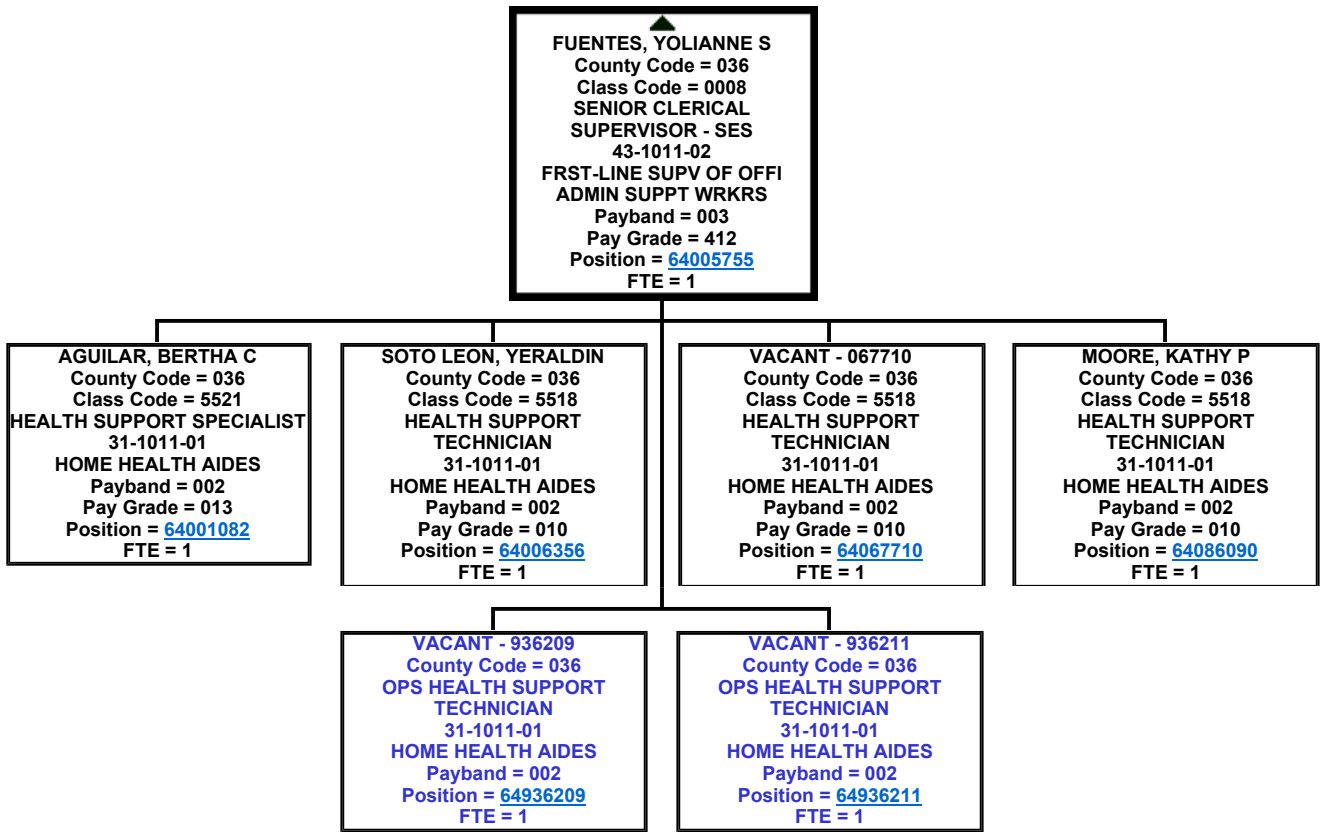 FUENTES, YOLIANNE S
County Code = 036
Class Code = 0008
SENIOR CLERICAL
SUPERVISOR - SES
43-1011-02
FRST-LINE SUPV OF OFFI
ADMIN SUPPT WRKRS
Payband = 003
Pay Grade = 412
Position = 64005755
FTE = 1
AGUILAR, BERTHA C
County Code = 036
Class Code = 5521
HEALTH SUPPORT SPECIALIST
31-1011-01
HOME HEALTH AIDES
Payband = 002
Pay Grade = 013
Position = 64001082
FTE = 1
SOTO LEON, YERALDIN
County Code = 036
Class Code = 5518
HEALTH SUPPORT
TECHNICIAN
31-1011-01
HOME HEALTH AIDES
Payband = 002
Pay Grade = 010
Position = 64006356
FTE = 1
VACANT - 067710
County Code = 036
Class Code = 5518
HEALTH SUPPORT
TECHNICIAN
31-1011-01
HOME HEALTH AIDES
Payband = 002
Pay Grade = 010
Position = 64067710
FTE = 1
MOORE, KATHY P
County Code = 036
Class Code = 5518
HEALTH SUPPORT
TECHNICIAN
31-1011-01
HOME HEALTH AIDES
Payband = 002
Pay Grade = 010
Position = 64086090
FTE = 1
VACANT - 936209
County Code = 036
OPS HEALTH SUPPORT
TECHNICIAN
31-1011-01
HOME HEALTH AIDES
Payband = 002
Position = 64936209
FTE = 1
VACANT - 936211
County Code = 036
OPS HEALTH SUPPORT
TECHNICIAN
31-1011-01
HOME HEALTH AIDES
Payband = 002
Position = 64936211
FTE = 1